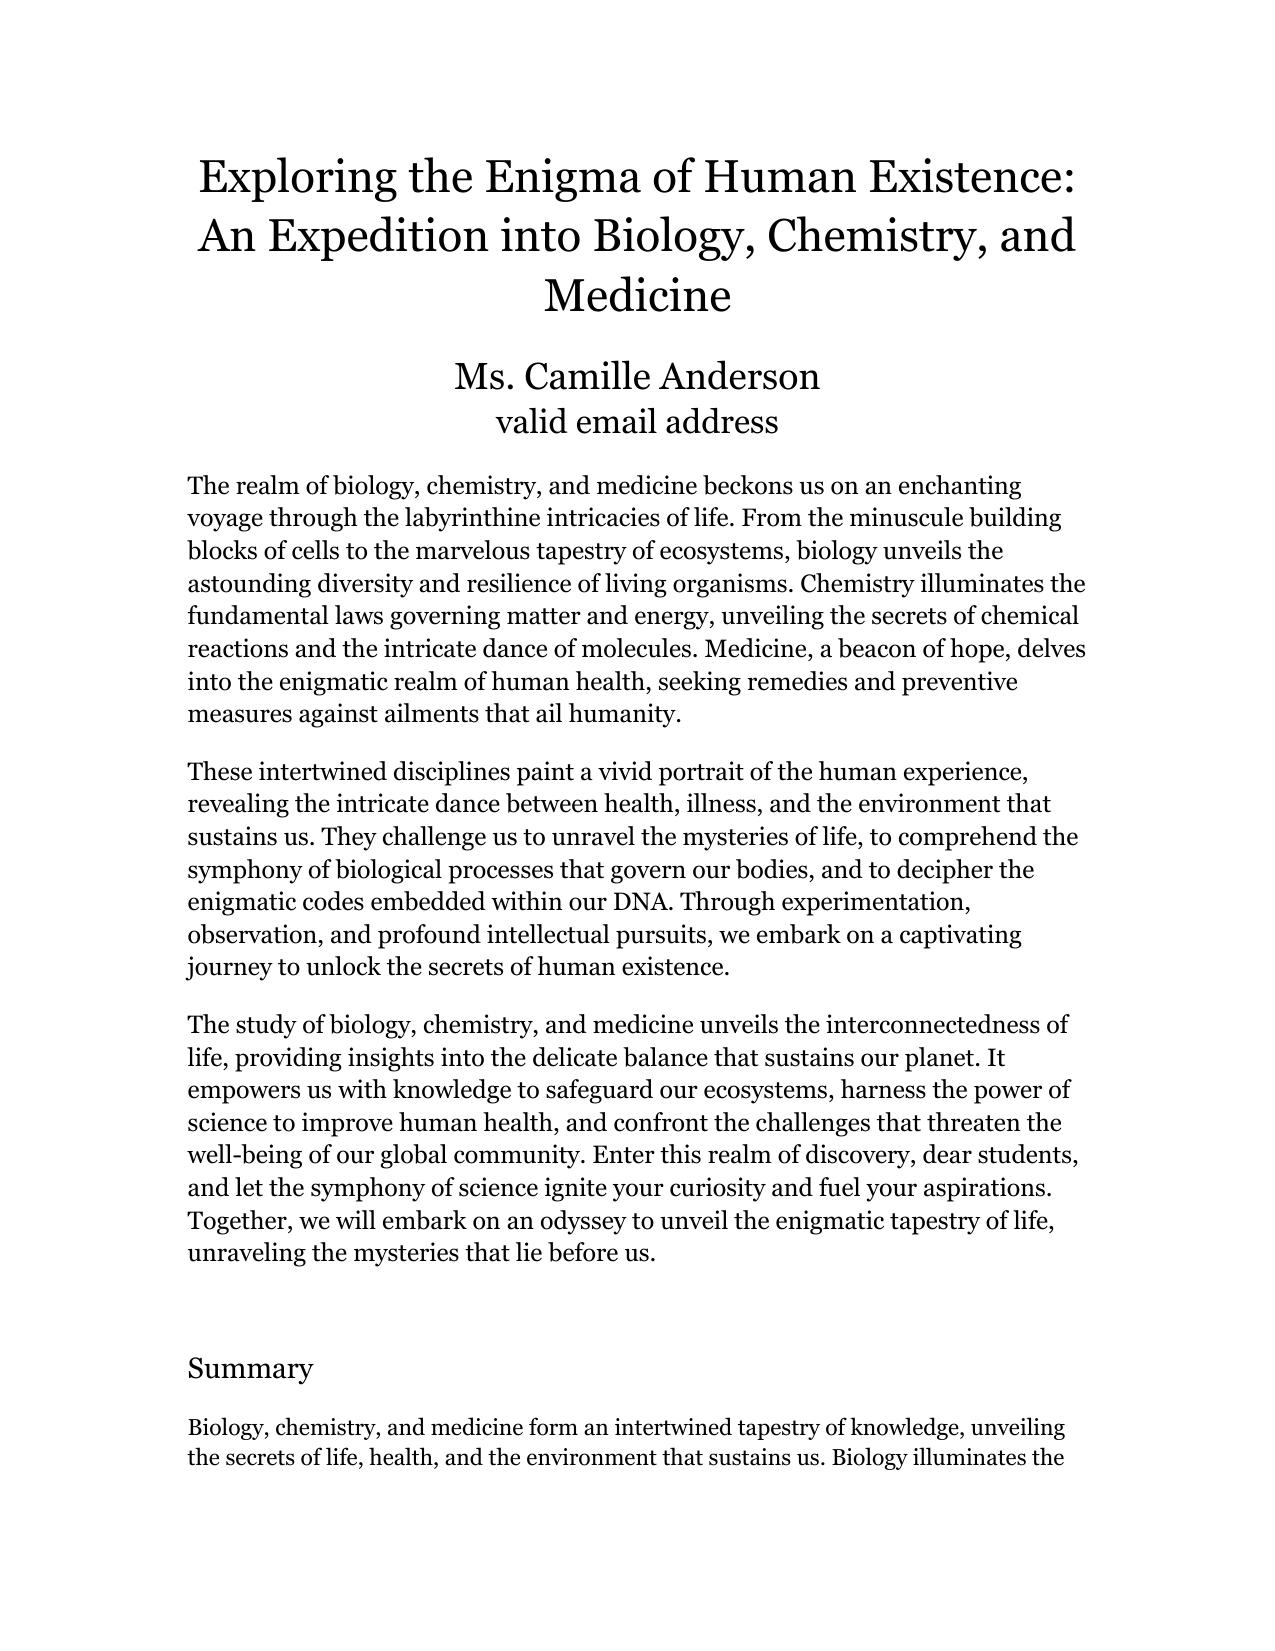 Exploring the Enigma of Human Existence:
An Expedition into Biology, Chemistry, and
Medicine
Ms. Camille Anderson
valid email address
The realm of biology, chemistry, and medicine beckons us on an enchanting
voyage through the labyrinthine intricacies of life. From the minuscule building
blocks of cells to the marvelous tapestry of ecosystems, biology unveils the
astounding diversity and resilience of living organisms. Chemistry illuminates the
fundamental laws governing matter and energy, unveiling the secrets of chemical
reactions and the intricate dance of molecules. Medicine, a beacon of hope, delves
into the enigmatic realm of human health, seeking remedies and preventive
measures against ailments that ail humanity.
These intertwined disciplines paint a vivid portrait of the human experience,
revealing the intricate dance between health, illness, and the environment that
sustains us. They challenge us to unravel the mysteries of life, to comprehend the
symphony of biological processes that govern our bodies, and to decipher the
enigmatic codes embedded within our DNA. Through experimentation,
observation, and profound intellectual pursuits, we embark on a captivating
journey to unlock the secrets of human existence.
The study of biology, chemistry, and medicine unveils the interconnectedness of
life, providing insights into the delicate balance that sustains our planet. It
empowers us with knowledge to safeguard our ecosystems, harness the power of
science to improve human health, and confront the challenges that threaten the
well-being of our global community. Enter this realm of discovery, dear students,
and let the symphony of science ignite your curiosity and fuel your aspirations.
Together, we will embark on an odyssey to unveil the enigmatic tapestry of life,
unraveling the mysteries that lie before us.
Summary
Biology, chemistry, and medicine form an intertwined tapestry of knowledge, unveiling
the secrets of life, health, and the environment that sustains us. Biology illuminates the